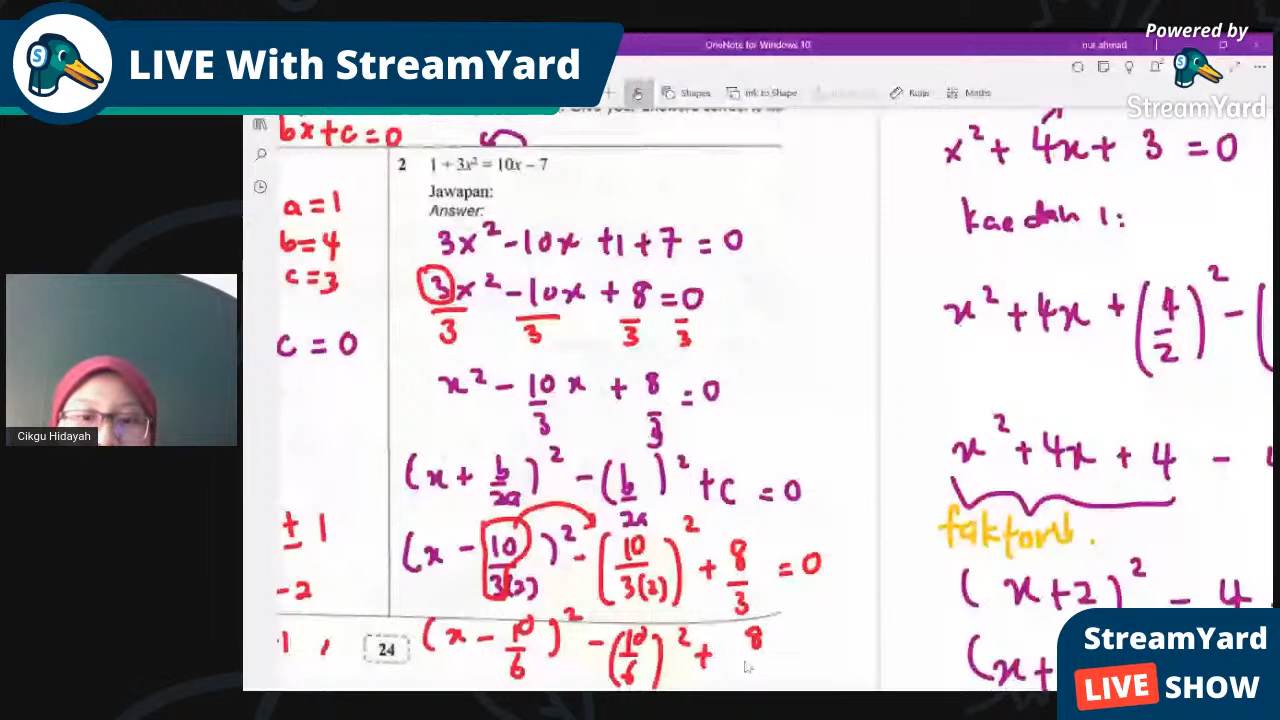 LIVE With StreamYard
Powered by
StreamYard
OneNote for Windows 10
nur ahmad
Shapes
Ink to Shape
Ruler
Maths
bx + c = 0
a = 1
b = 4
c = 3
c = 0
± 1
-2
1 ,
24
2 1 + 3x² = 10x – 7
Jawapan:
Answer:
3x² - 10x + 1 + 7 = 0
3x² - 10x + 8 = 0
3 3 3 3
x² - 10/3 x + 8/3 = 0
(x + b/2a)² - (b/2a)² + c = 0
(x - 10/3(2))² - (10/3(2))² + 8/3 = 0
(x - 10/6)² - (10/6)² + 8
x² + 4x + 3 = 0
kaedah 1:
x² + 4x + (4/2)² - (
x² + 4x + 4 - 4
(x+2)² - 4
(x+
Cikgu Hidayah
StreamYard
LIVE SHOW